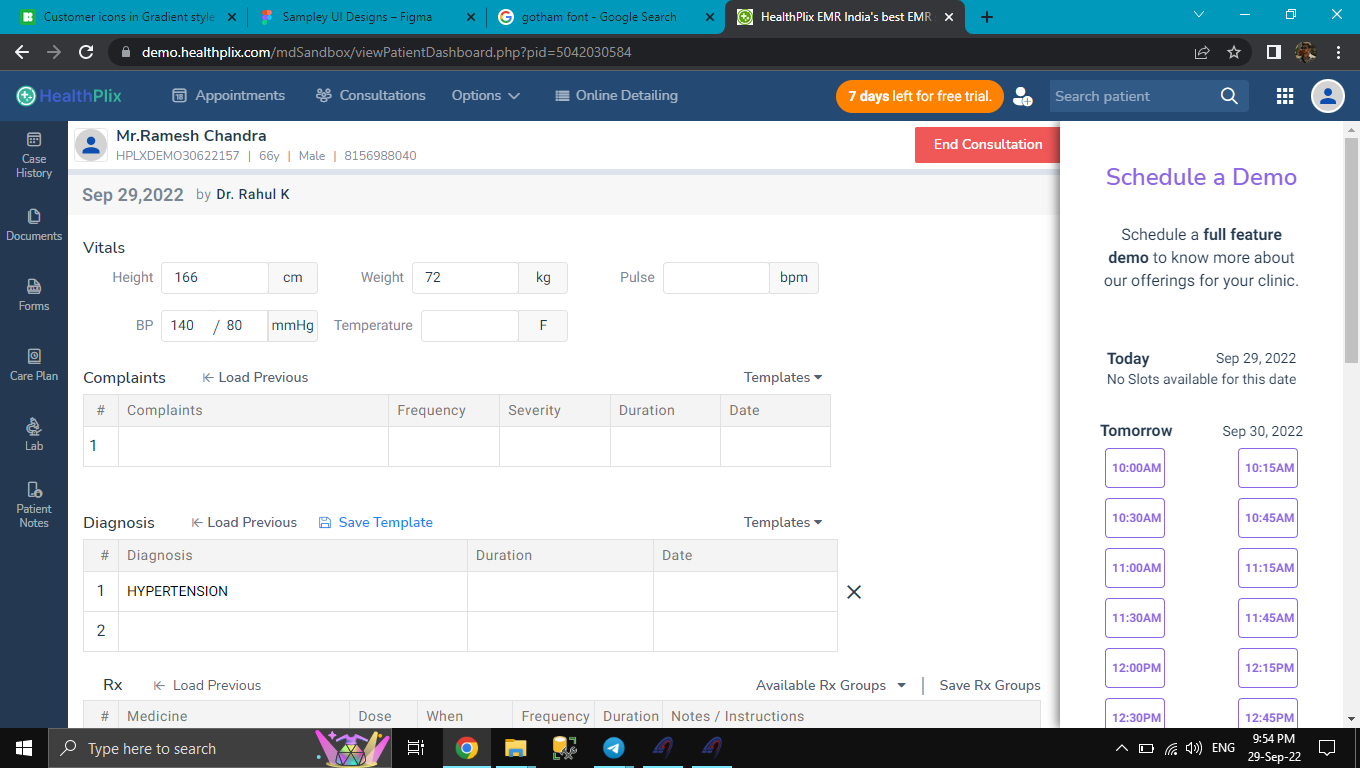 Customer icons in Gradient style
Sampley UI Designs – Figma
gotham font - Google Search
HealthPlix EMR India's best EMR
demo.healthplix.com/mdSandbox/viewPatientDashboard.php?pid=5042030584
HealthPlix
Appointments
Consultations
Options
Online Detailing
7 days left for free trial.
Search patient
Case
History
Documents
Forms
Care Plan
Lab
Patient
Notes
Mr.Ramesh Chandra
HPLXDEMO30622157 | 66y | Male | 8156988040
End Consultation
Sep 29,2022 by Dr. Rahul K
Vitals
Height 166 cm Weight 72 kg Pulse bpm
BP 140 / 80 mmHg Temperature F
Complaints Load Previous Templates
# Complaints Frequency Severity Duration Date
1
Diagnosis Load Previous Save Template Templates
# Diagnosis Duration Date
1 HYPERTENSION
2
Rx Load Previous Available Rx Groups | Save Rx Groups
# Medicine Dose When Frequency Duration Notes / Instructions
Schedule a Demo
Schedule a full feature
demo to know more about
our offerings for your clinic.
Today Sep 29, 2022
No Slots available for this date
Tomorrow Sep 30, 2022
10:00AM 10:15AM
10:30AM 10:45AM
11:00AM 11:15AM
11:30AM 11:45AM
12:00PM 12:15PM
12:30PM 12:45PM
Type here to search
ENG
9:54 PM
29-Sep-22